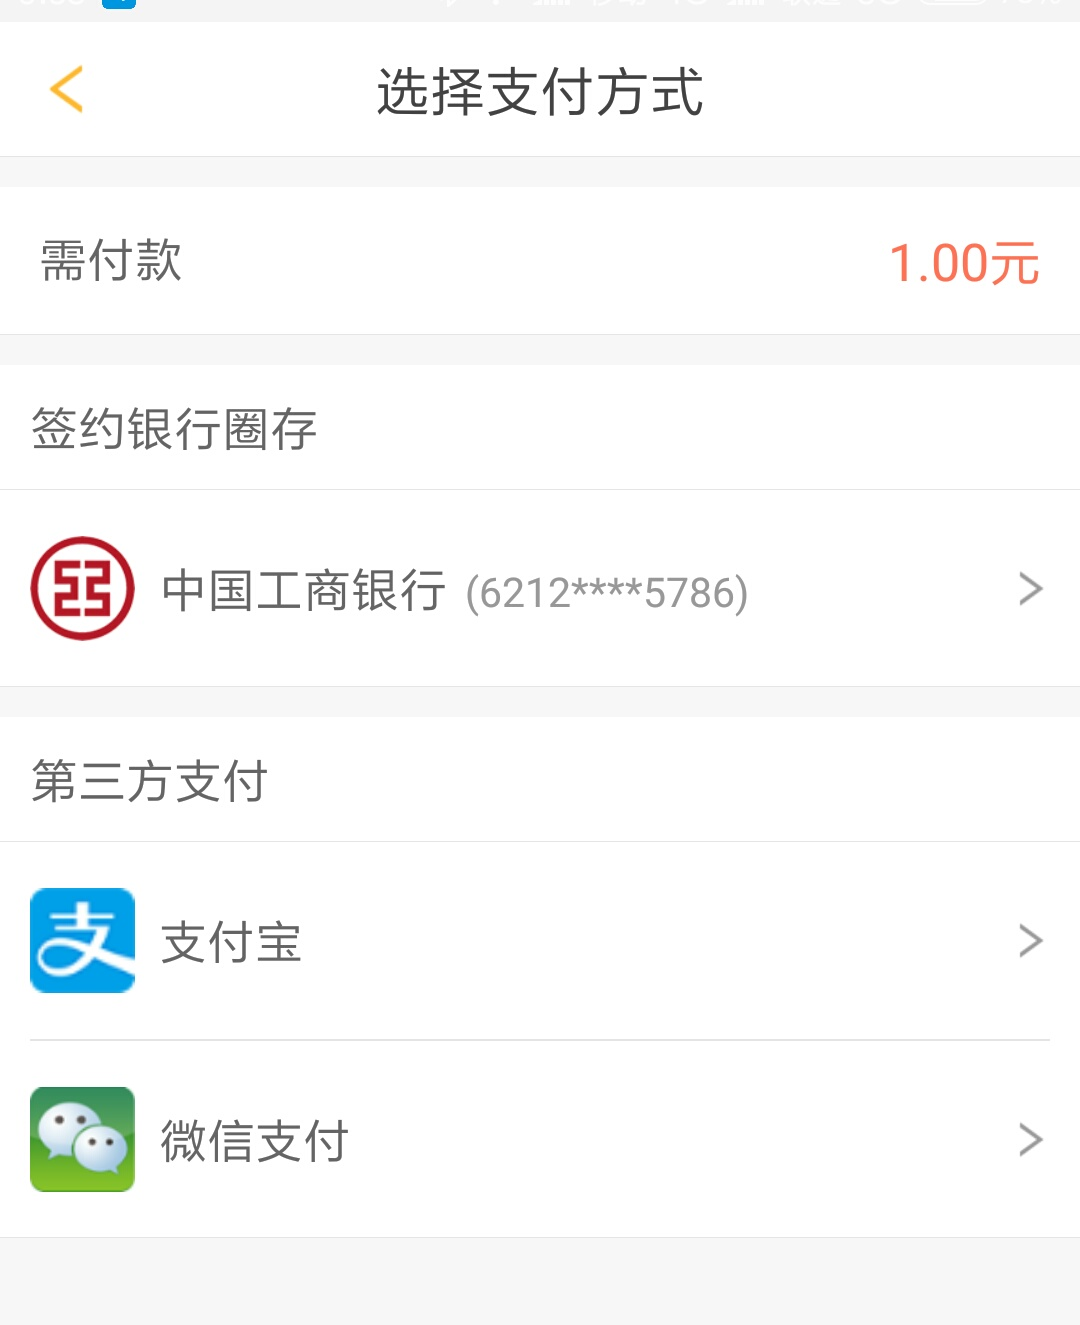 选择支付方式
需付款 1.00元
签约银行圈存
中国工商银行 (6212****5786)
第三方支付
支付宝
微信支付